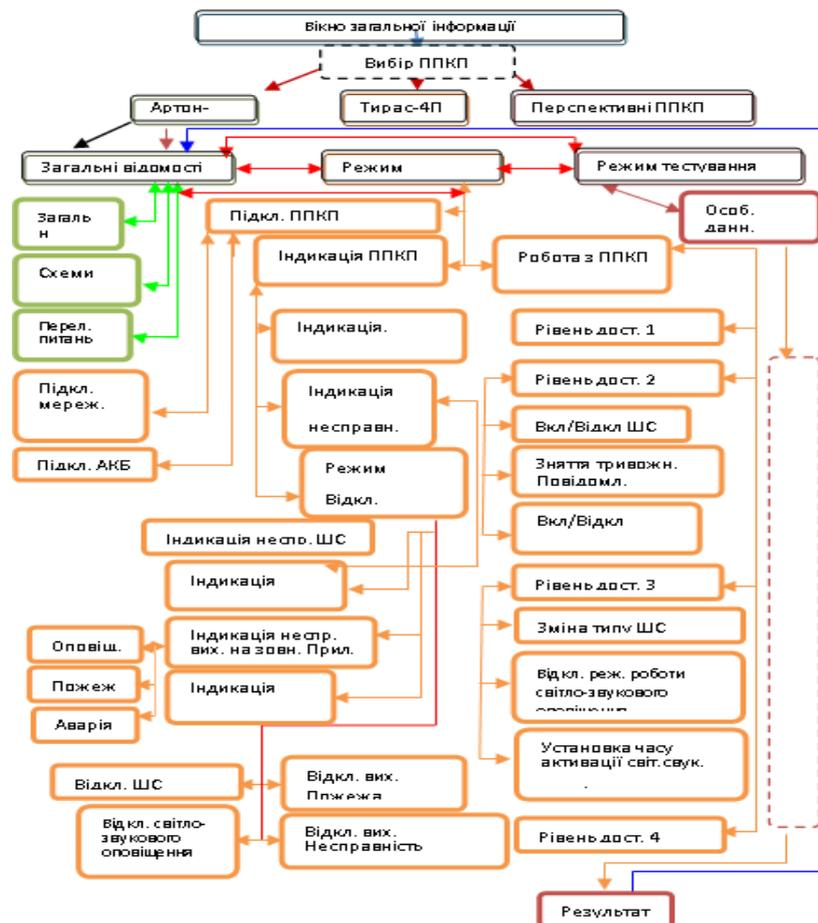 Вікно загальної інформації
Вибір ППКП
Артон-
Тирас-4П
Перспективні ППКП
Загальні відомості
Режим
Режим тестування
Загаль
н
Підкл. ППКП
Особ.
данн.
Індикація ППКП
Робота з ППКП
Схеми
Перел.
питань
Індикація.
Рівень дост. 1
Підкл.
мереж.
Індикація
несправн.
Рівень дост. 2
Вкл/Відкл ШС
Підкл. АКБ
Режим
Відкл.
Зняття тривожн.
Повідомл.
Вкл/Відкл
Індикація неспр. ШС
Індикація
Рівень дост. 3
Оповіщ.
Індикація неспр.
вих. на зовн. Прил.
Зміна типу ШС
Пожеж
Індикація
Відкл. реж. роботи
світло-звукового
оповіщення
Аварія
Установка часу
активації світ.звук.
.
Відкл. ШС
Відкл. вих.
Пожежа
Відкл. світло-
звукового
оповіщення
Відкл. вих.
Несправність
Рівень дост. 4
Результат